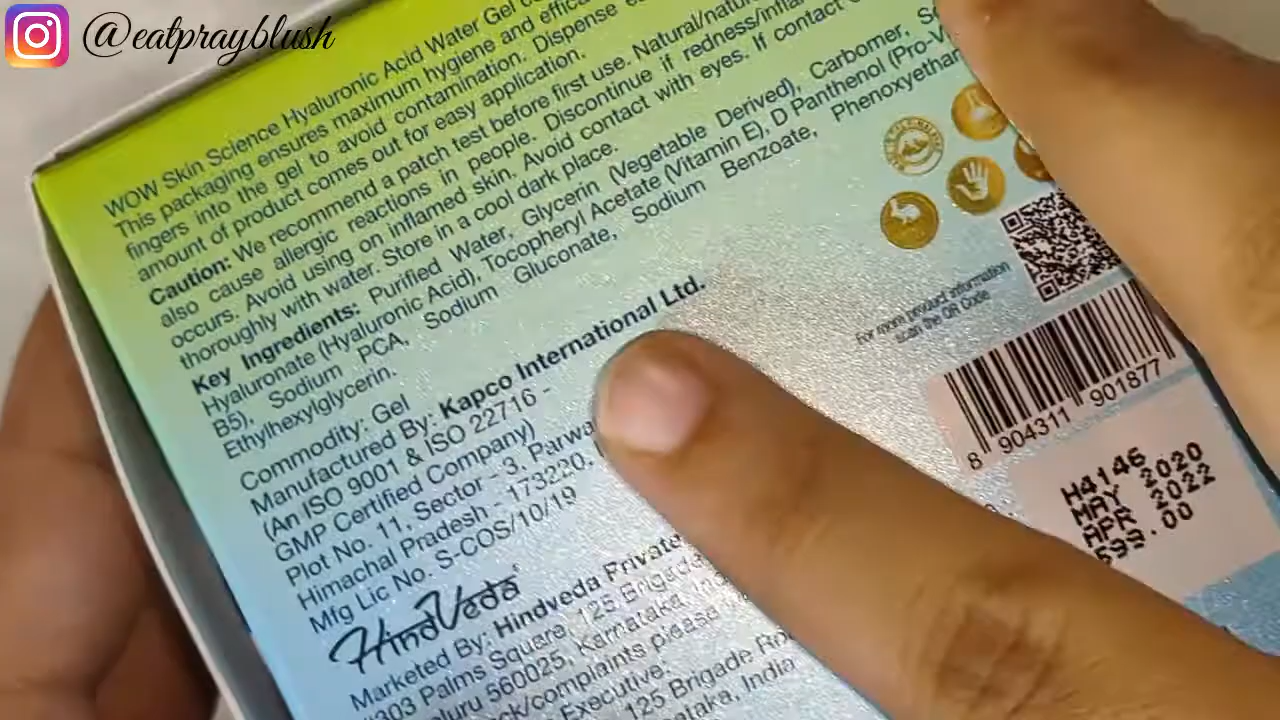 @eatprayblush
WOW Skin Science Hyaluronic Acid Water Gel
This packaging ensures maximum hygiene and
fingers into the gel to avoid contamination: Dispense
amount of product comes out for easy application.
Caution: We recommend a patch test before first use. Natural/
also cause allergic reactions in people. Discontinue if redness/
occurs. Avoid using on inflamed skin. Avoid contact with eyes. If contact
thoroughly with water. Store in a cool dark place.
Key Ingredients: Purified Water, Glycerin (Vegetable Derived), Carbomer,
Hyaluronate (Hyaluronic Acid), Tocopheryl Acetate (Vitamin E), D Panthenol (Pro-V
B5), Sodium PCA, Sodium Gluconate, Sodium Benzoate,
Ethylhexylglycerin.
Commodity: Gel
Manufactured By: Kapco International Ltd.
(An ISO 9001 & ISO 22716 -
GMP Certified Company)
Plot No. 11, Sector - 3, Parwa
Himachal Pradesh - 173220.
Mfg Lic No. S-COS/10/19
HindVeda
Marketed By: Hindveda Private
#303 Palms Square, 125 Brigade
560025, Karnataka,
complaints please
Executive:
125 Brigade
India
For more product information
scan the QR Code
8 904311 901877
H4146
MAY 2020
APR 2022
599.00